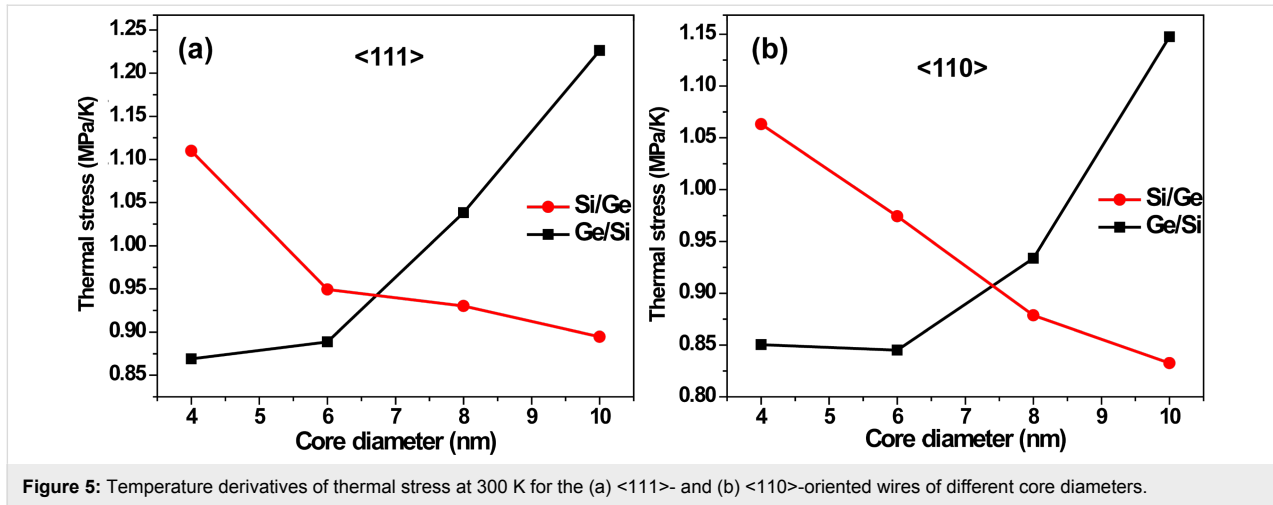 (a)
<111>
Thermal stress (MPa/K)
1.25
1.20
1.15
1.10
1.05
1.00
0.95
0.90
0.85
Si/Ge
Ge/Si
4 5 6 7 8 9 10
Core diameter (nm)
(b)
<110>
Thermal stress (MPa/K)
1.15
1.10
1.05
1.00
0.95
0.90
0.85
0.80
Si/Ge
Ge/Si
4 5 6 7 8 9 10
Core diameter (nm)
Figure 5: Temperature derivatives of thermal stress at 300 K for the (a) <111>- and (b) <110>-oriented wires of different core diameters.